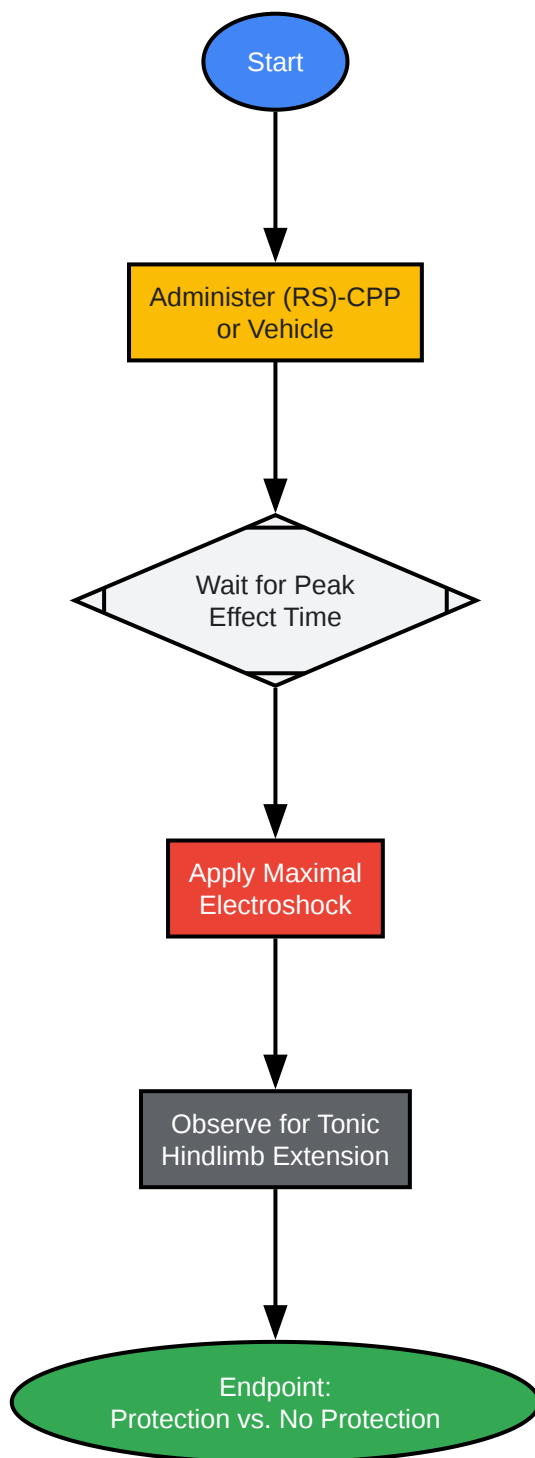 Start
Administer (RS)-CPP
or Vehicle
Wait for Peak
Effect Time
Apply Maximal
Electroshock
Observe for Tonic
Hindlimb Extension
Endpoint:
Protection vs. No Protection